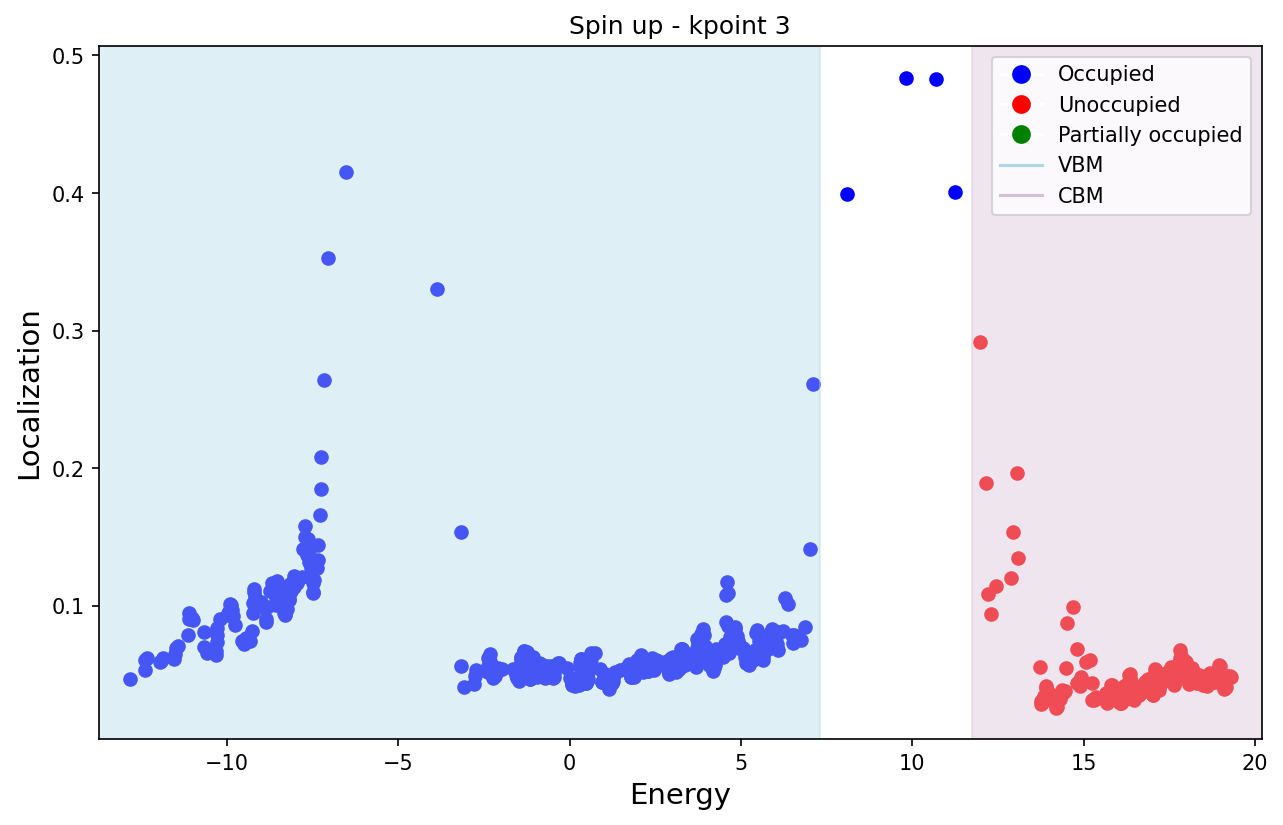 Spin up - kpoint 3
0.5
0.4
0.3
0.2
0.1
Localization
Occupied
Unoccupied
Partially occupied
VBM
CBM
−10
−5
0
5
10
15
20
Energy